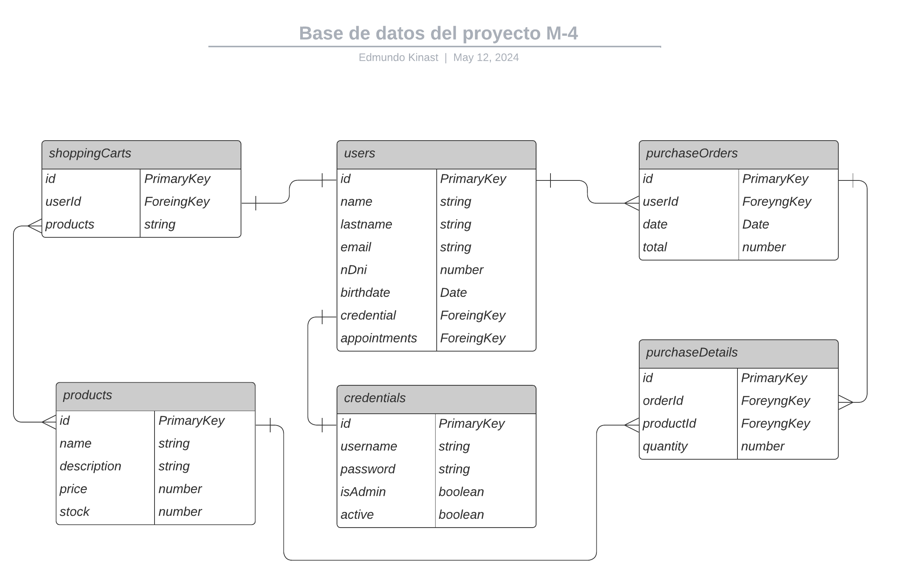 Base de datos del proyecto M-4
Edmundo Kinast | May 12, 2024
shoppingCarts
id PrimaryKey
userId ForeingKey
products string
users
id PrimaryKey
name string
lastname string
email string
nDni number
birthdate Date
credential ForeingKey
appointments ForeingKey
purchaseOrders
id PrimaryKey
userId ForeyngKey
date Date
total number
products
id PrimaryKey
name string
description string
price number
stock number
credentials
id PrimaryKey
username string
password string
isAdmin boolean
active boolean
purchaseDetails
id PrimaryKey
orderId ForeyngKey
productId ForeyngKey
quantity number